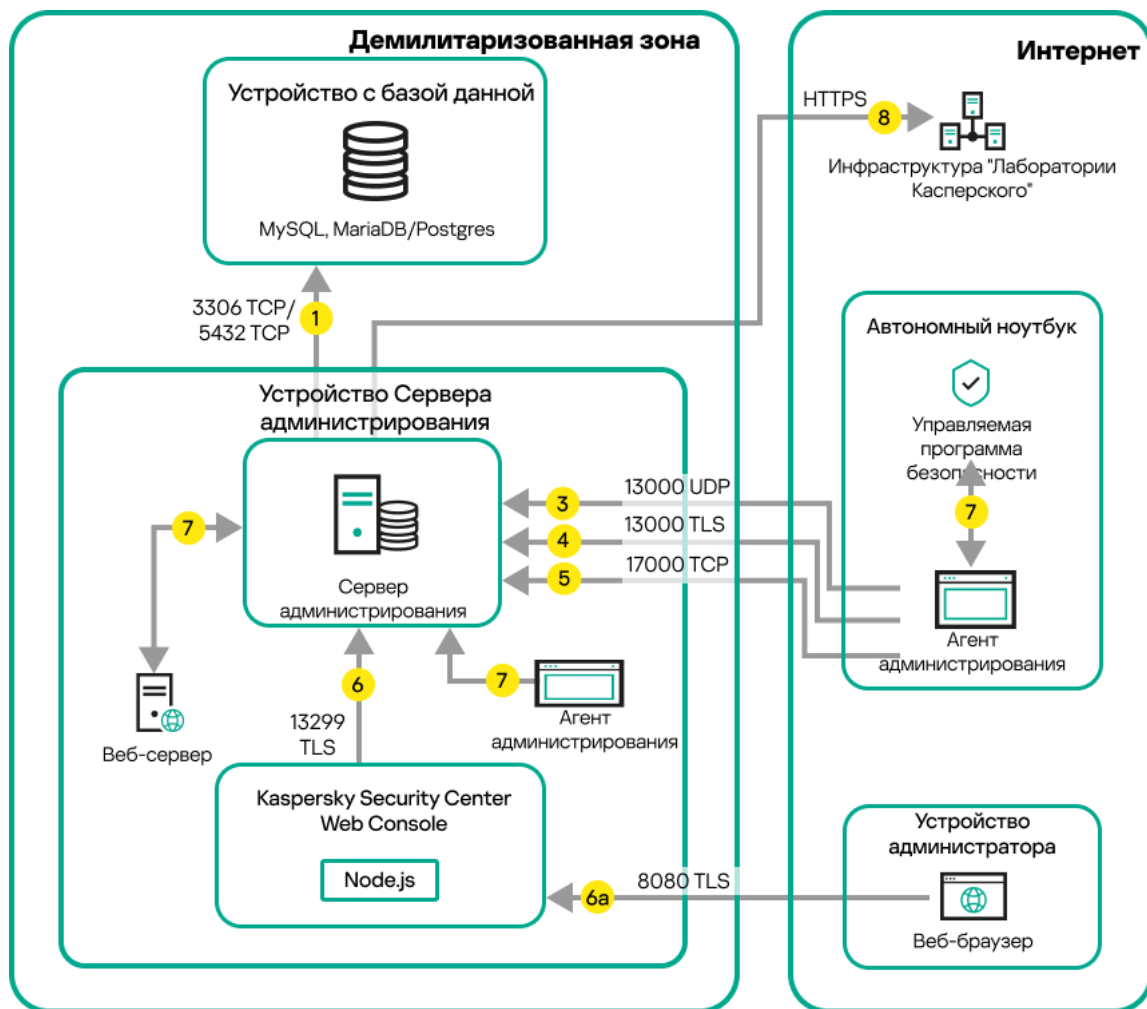 Демилитаризованная зона
Интернет
Устройство с базой данной
MySQL, MariaDB/Postgres
HTTPS
8
Инфраструктура "Лаборатории
Касперского"
3306 TCP/
5432 TCP
1
Автономный ноутбук
Управляемая
программа
безопасности
7
Агент
администрирования
Устройство Сервера
администрирования
Сервер
администрирования
13000 UDP
3
13000 TLS
4
17000 TCP
5
7
Веб-сервер
6
13299
TLS
7
Агент
администрирования
Kaspersky Security Center
Web Console
Node.js
8080 TLS
6a
Устройство
администратора
Веб-браузер